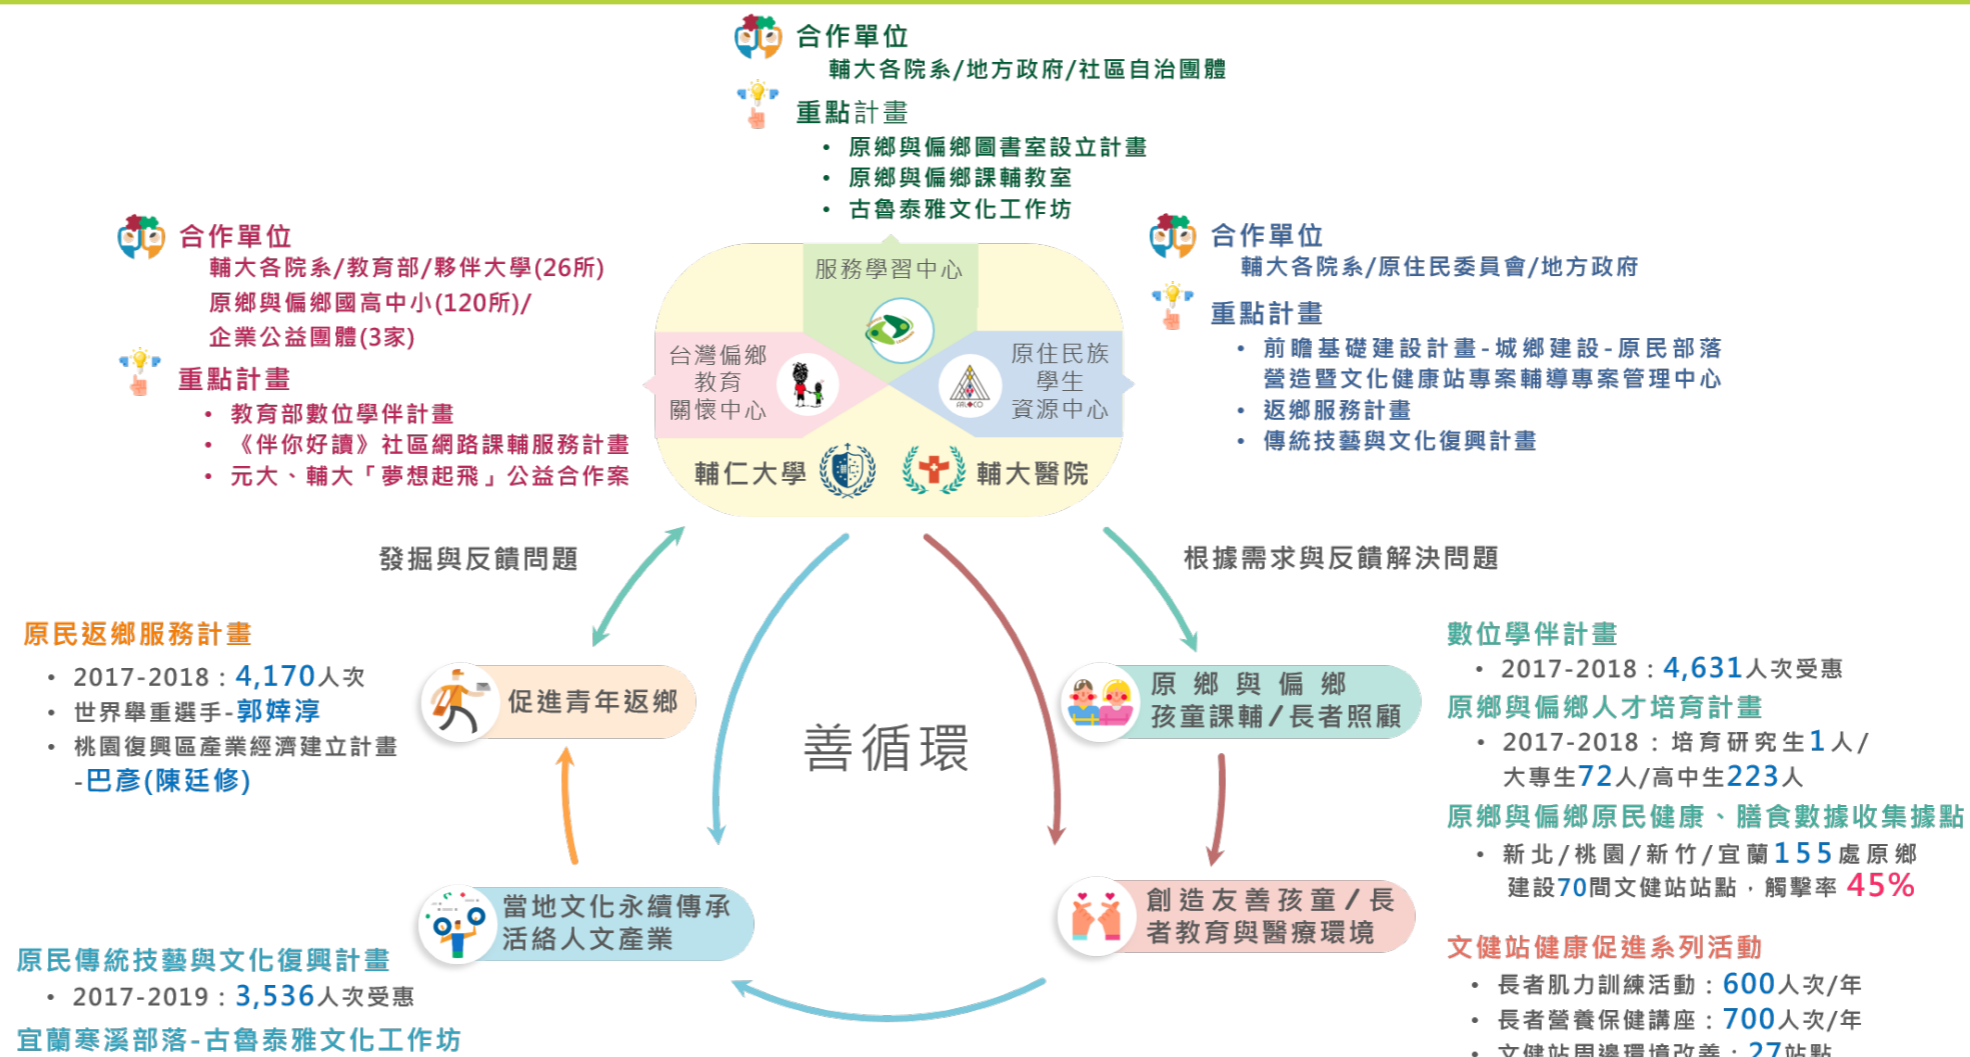 合作單位
輔大各院系/地方政府/社區自治團體
重點計畫
• 原鄉與偏鄉圖書室設立計畫
• 原鄉與偏鄉課輔教室
• 古魯泰雅文化工作坊
合作單位
輔大各院系/教育部/夥伴大學(26所)
原鄉與偏鄉國高中小(120所)/
企業公益團體(3家)
重點計畫
• 教育部數位學伴計畫
• 《伴你好讀》社區網路課輔服務計畫
• 元大、輔大「夢想起飛」公益合作案
合作單位
輔大各院系/原住民委員會/地方政府
重點計畫
• 前瞻基礎建設計畫-城鄉建設-原民部落
營造暨文化健康站專案輔導專案管理中心
• 返鄉服務計畫
• 傳統技藝與文化復興計畫
服務學習中心
台灣偏鄉
教育
關懷中心
原住民族
學生
資源中心
輔仁大學
輔大醫院
發掘與反饋問題
根據需求與反饋解決問題
原民返鄉服務計畫
• 2017-2018：4,170人次
• 世界舉重選手-郭婞淳
• 桃園復興區產業經濟建立計畫
-巴彥(陳廷修)
促進青年返鄉
善循環
原鄉與偏鄉
孩童課輔/長者照顧
當地文化永續傳承
活絡人文產業
創造友善孩童/長
者教育與醫療環境
原民傳統技藝與文化復興計畫
• 2017-2019：3,536人次受惠
宜蘭寒溪部落-古魯泰雅文化工作坊
數位學伴計畫
• 2017-2018：4,631人次受惠
原鄉與偏鄉人才培育計畫
• 2017-2018：培育研究生1人/
大專生72人/高中生223人
原鄉與偏鄉原民健康、膳食數據收集據點
• 新北/桃園/新竹/宜蘭155處原鄉
建設70間文健站站點，觸擊率 45%
文健站健康促進系列活動
• 長者肌力訓練活動：600人次/年
• 長者營養保健講座：700人次/年
• 文健站周邊環境改善：27站點